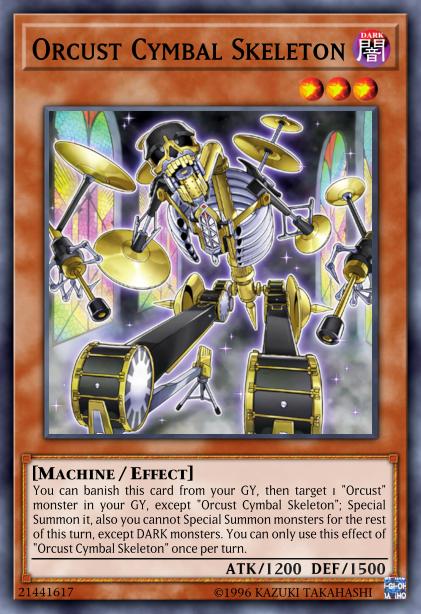 Orcust Cymbal Skeleton
DARK
闇
[Machine / Effect]
You can banish this card from your GY, then target 1 "Orcust"
monster in your GY, except "Orcust Cymbal Skeleton"; Special
Summon it, also you cannot Special Summon monsters for the rest
of this turn, except DARK monsters. You can only use this effect of
"Orcust Cymbal Skeleton" once per turn.
ATK/1200 DEF/1500
21441617
©1996 KAZUKI TAKAHASHI